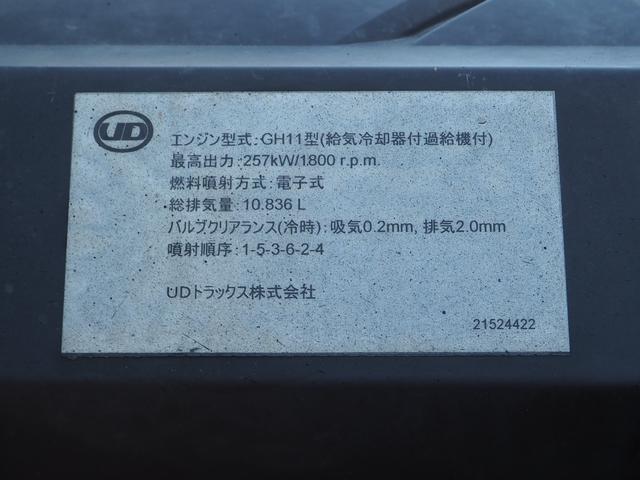 UD
エンジン型式:GH11型(給気冷却器付過給機付)
最高出力:257kW/1800 r.p.m.
燃料噴射方式:電子式
総排気量:10.836 L
バルブクリアランス(冷時):吸気0.2mm, 排気2.0mm
噴射順序:1-5-3-6-2-4
UDトラックス株式会社
21524422